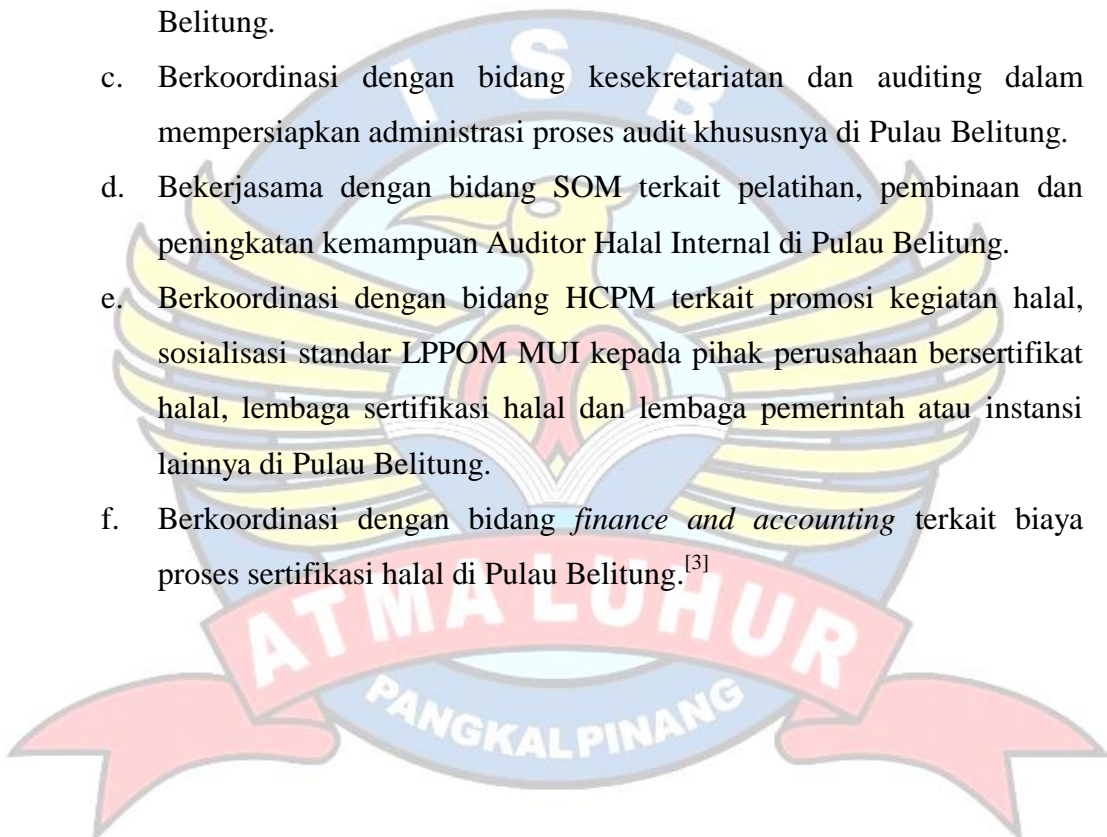 Belitung.
c. Berkoordinasi dengan bidang kesekretariatan dan auditing dalam
mempersiapkan administrasi proses audit khususnya di Pulau Belitung.
d. Bekerjasama dengan bidang SOM terkait pelatihan, pembinaan dan
peningkatan kemampuan Auditor Halal Internal di Pulau Belitung.
e. Berkoordinasi dengan bidang HCPM terkait promosi kegiatan halal,
sosialisasi standar LPPOM MUI kepada pihak perusahaan bersertifikat
halal, lembaga sertifikasi halal dan lembaga pemerintah atau instansi
lainnya di Pulau Belitung.
f. Berkoordinasi dengan bidang finance and accounting terkait biaya
proses sertifikasi halal di Pulau Belitung.[3]
ISB
ATMA LUHUR
PANGKALPINANG